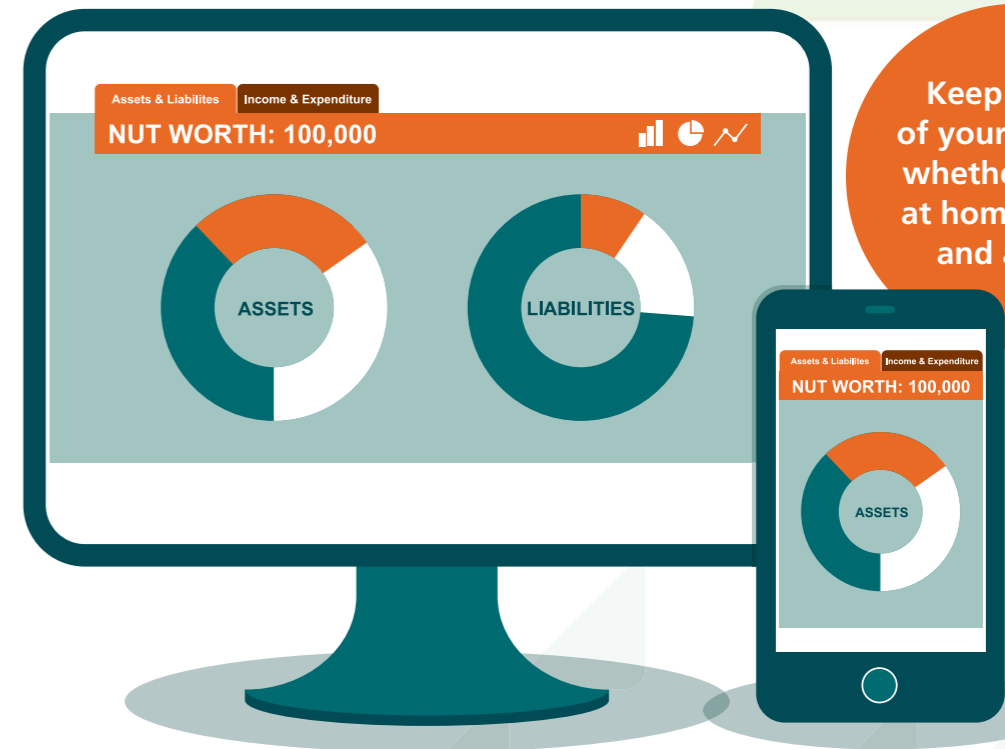 Assets & Liabilites
Income & Expenditure
NUT WORTH: 100,000
ASSETS
LIABILITIES
Keep
of your
whethe
at hom
and
Assets & Liabilites
Income & Expenditure
NUT WORTH: 100,000
ASSETS